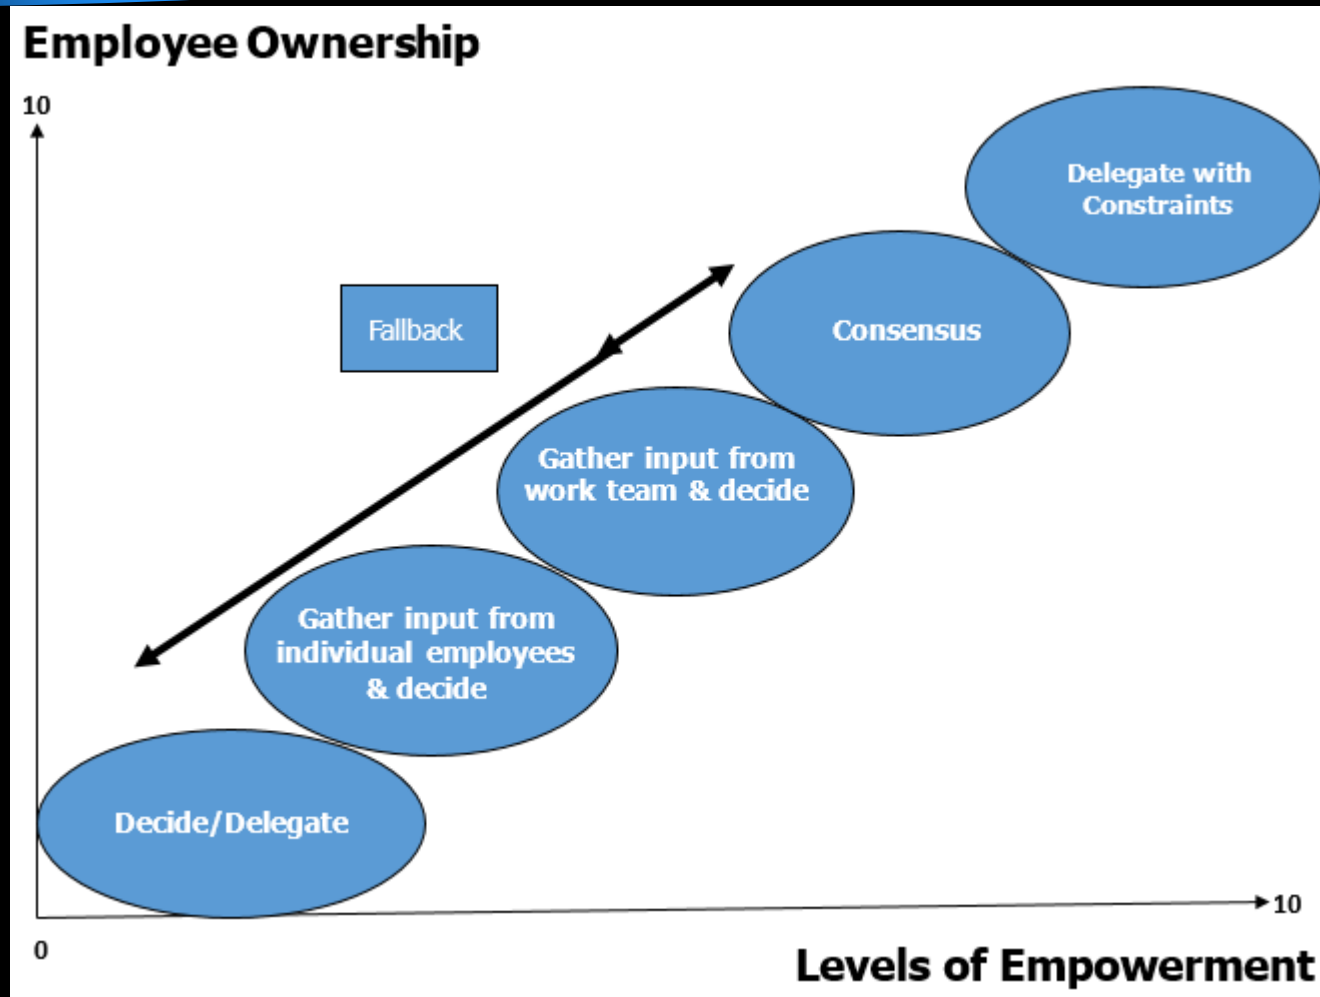 Employee Ownership
10
Delegate with
Constraints
Fallback
Consensus
Gather input from
work team & decide
Gather input from
individual employees
& decide
Decide/Delegate
10
0
Levels of Empowerment